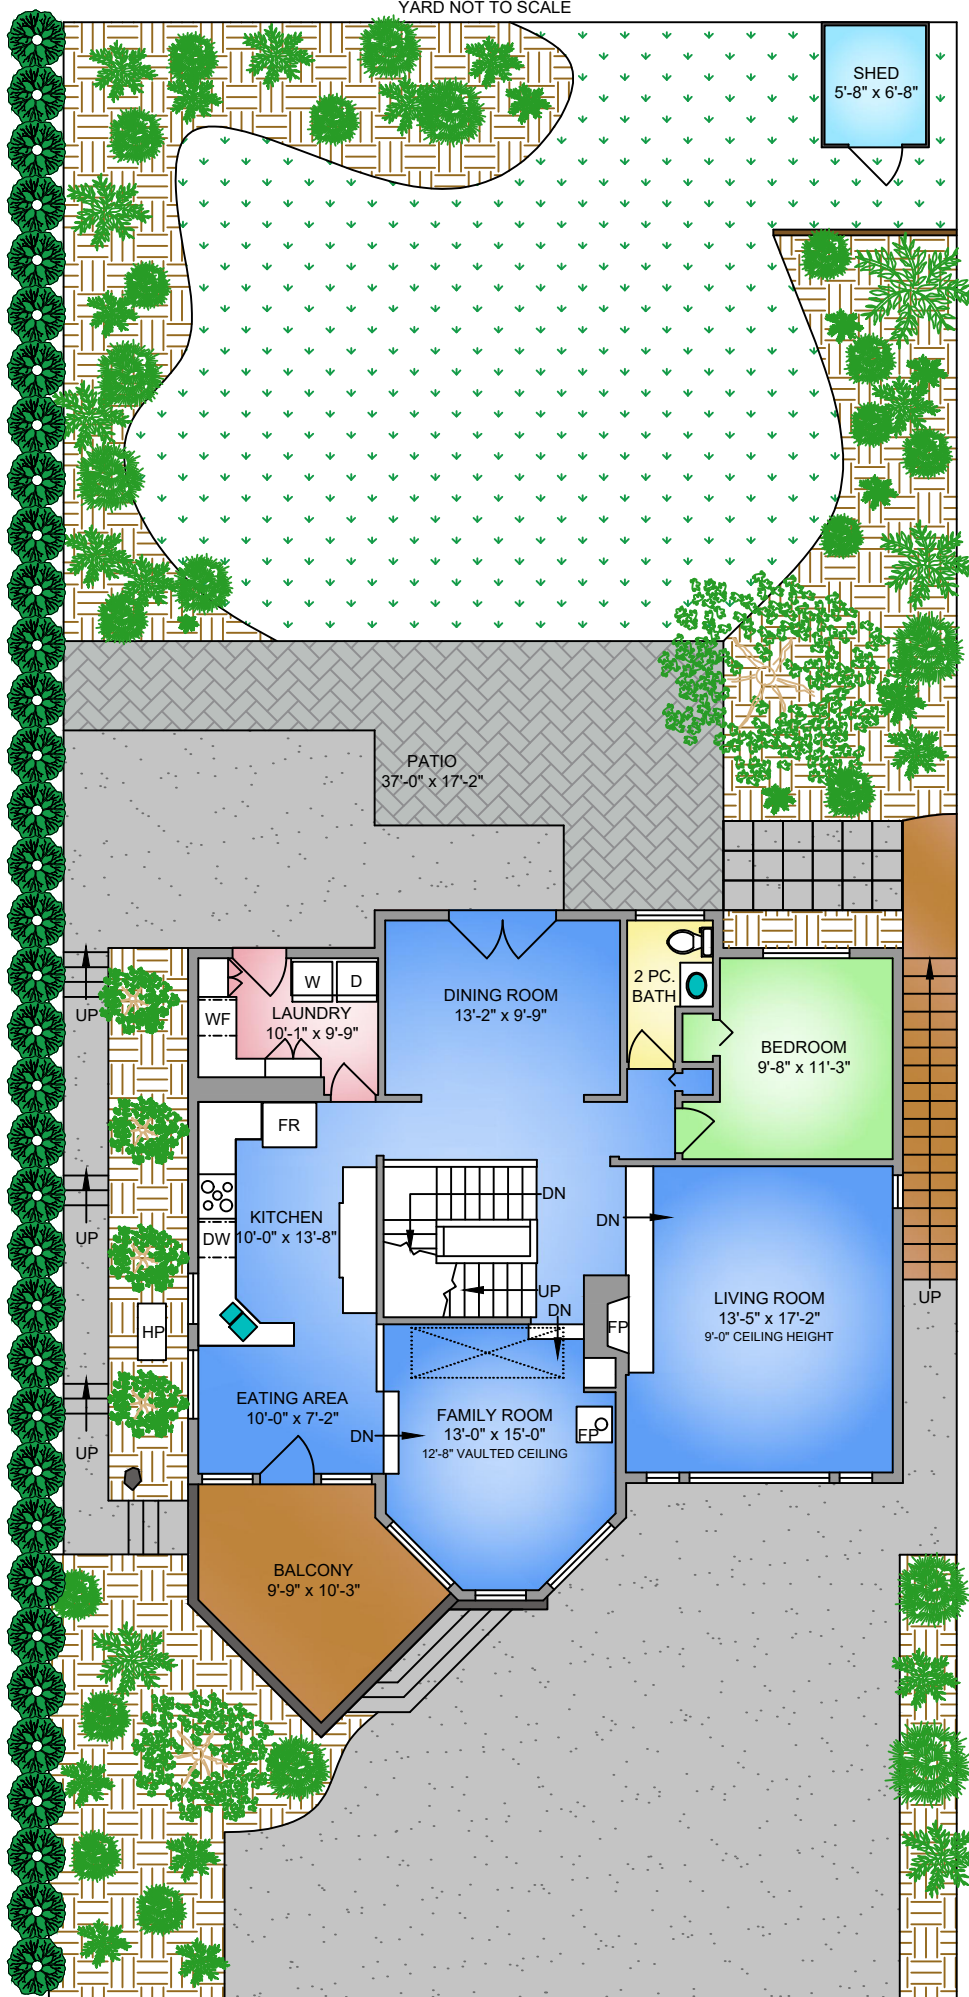 YARD NOT TO SCALE
SHED
5'-8" x 6'-8"
PATIO
37'-0" x 17'-2"
W
D
2 PC.
BATH
DINING ROOM
13'-2" x 9'-9"
WF
LAUNDRY
10'-1" x 9'-9"
UP
BEDROOM
9'-8" x 11'-3"
FR
DN
DN
KITCHEN
10'-0" x 13'-8"
DW
UP
UP
DN
UP
LIVING ROOM
13'-5" x 17'-2"
9'-0" CEILING HEIGHT
FP
HP
EATING AREA
10'-0" x 7'-2"
FAMILY ROOM
13'-0" x 15'-0"
12'-8" VAULTED CEILING
FP
DN
UP
BALCONY
9'-9" x 10'-3"